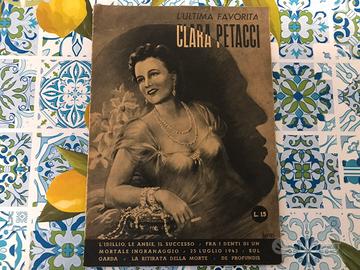 L'ULTIMA FAVORITA
CLARA PETACCI
L. 15
L'IDILLIO, LE ANSIE, IL SUCCESSO - FRA I DENTI DI UN
MORTALE INGRANAGGIO - 25 LUGLIO 1943 - SUL
GARDA - LA RITIRATA DELLA MORTE - DE PROFUNDIS
subito